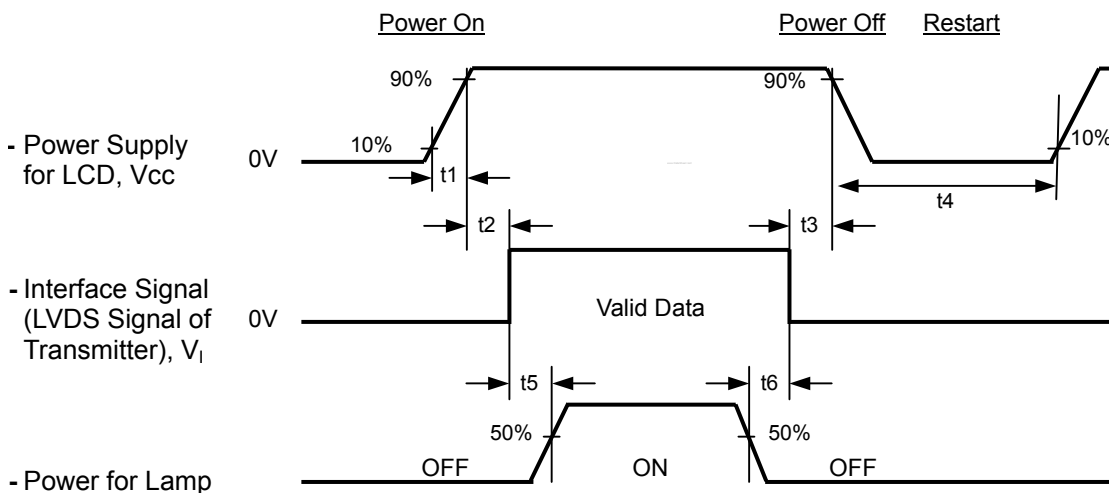 Power On
Power Off
Restart
90%
90%
- Power Supply
for LCD, Vcc
0V
10%
10%
t1
t4
t2
t3
- Interface Signal
(LVDS Signal of
Transmitter), VI
0V
Valid Data
t5
t6
50%
50%
- Power for Lamp
OFF
ON
OFF